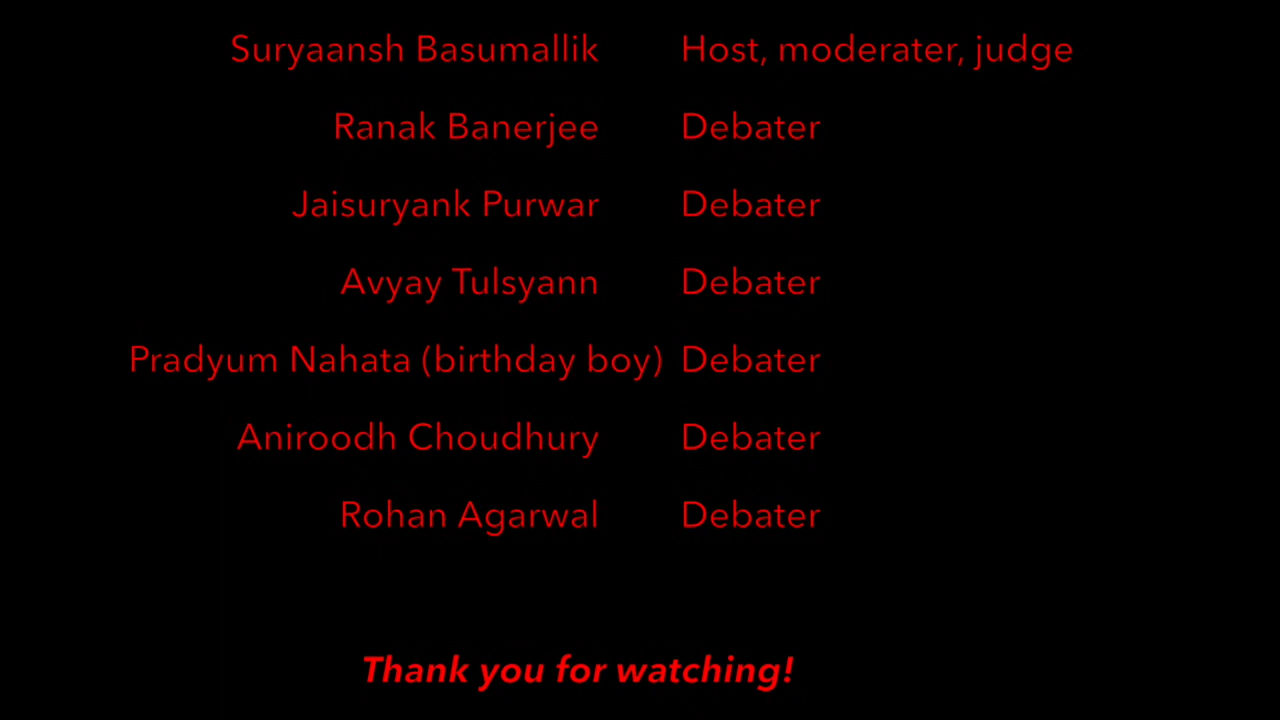 Suryaansh Basumallik Host, moderater, judge
Ranak Banerjee Debater
Jaisuryank Purwar Debater
Avyay Tulsyann Debater
Pradyum Nahata (birthday boy) Debater
Aniroodh Choudhury Debater
Rohan Agarwal Debater
Thank you for watching!